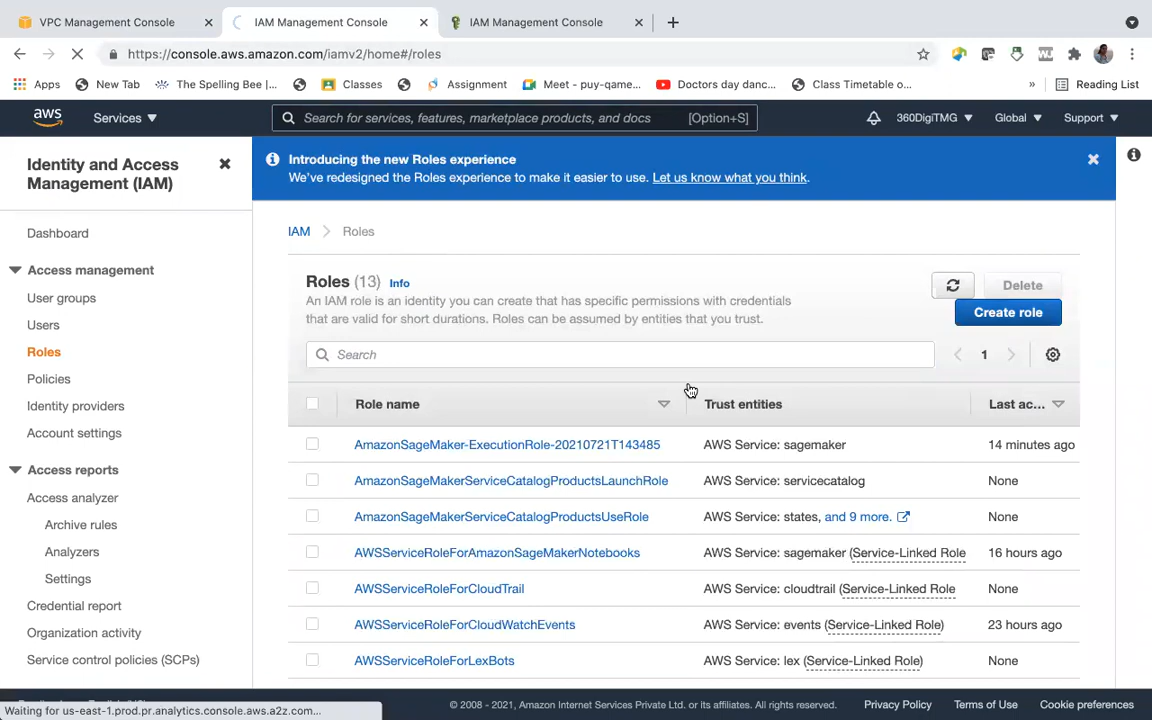 VPC Management Console
IAM Management Console
IAM Management Console
https://console.aws.amazon.com/iamv2/home#/roles
Apps
New Tab
The Spelling Bee |...
Classes
Assignment
Meet - puy-game...
Doctors day danc...
Class Timetable o...
»
Reading List
aws
Services
Search for services, features, marketplace products, and docs
[Option+S]
360DigiTMG
Global
Support
Identity and Access
Management (IAM)
Dashboard
Access management
User groups
Users
Roles
Policies
Identity providers
Account settings
Access reports
Access analyzer
Archive rules
Analyzers
Settings
Credential report
Organization activity
Service control policies (SCPs)
Introducing the new Roles experience
We've redesigned the Roles experience to make it easier to use. Let us know what you think.
IAM
Roles
Roles (13) Info
An IAM role is an identity you can create that has specific permissions with credentials
that are valid for short durations. Roles can be assumed by entities that you trust.
Delete
Create role
Search
1
Role name
Trust entities
Last ac...
AmazonSageMaker-ExecutionRole-20210721T143485 AWS Service: sagemaker 14 minutes ago
AmazonSageMakerServiceCatalogProductsLaunchRole AWS Service: servicecatalog None
AmazonSageMakerServiceCatalogProductsUseRole AWS Service: states, and 9 more. None
AWSServiceRoleForAmazonSageMakerNotebooks AWS Service: sagemaker (Service-Linked Role 16 hours ago
AWSServiceRoleForCloudTrail AWS Service: cloudtrail (Service-Linked Role None
AWSServiceRoleForCloudWatchEvents AWS Service: events (Service-Linked Role) 23 hours ago
AWSServiceRoleForLexBots AWS Service: lex (Service-Linked Role) None
Waiting for us-east-1.prod.pr.analytics.console.aws.a2z.com...
© 2008 - 2021, Amazon Internet Services Private Ltd. or its affiliates. All rights reserved.
Privacy Policy
Terms of Use
Cookie preferences